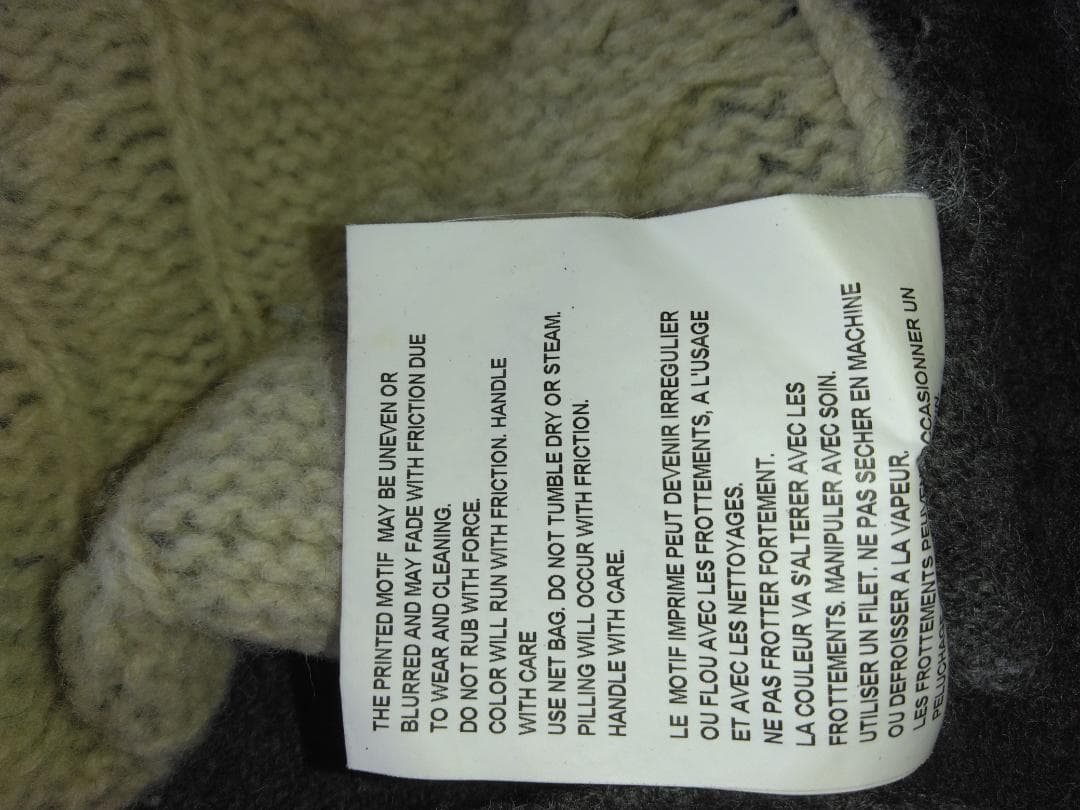 THE PRINTED MOTIF MAY BE UNEVEN OR
BLURRED AND MAY FADE WITH FRICTION DUE
TO WEAR AND CLEANING.
DO NOT RUB WITH FORCE.
COLOR WILL RUN WITH FRICTION. HANDLE
WITH CARE
USE NET BAG. DO NOT TUMBLE DRY OR STEAM.
PILLING WILL OCCUR WITH FRICTION.
HANDLE WITH CARE.
LE MOTIF IMPRIME PEUT DEVENIR IRREGULIER
OU FLOU AVEC LES FROTTEMENTS, A L'USAGE
ET AVEC LES NETTOYAGES.
NE PAS FROTTER FORTEMENT.
LA COULEUR VA S'ALTERER AVEC LES
FROTTEMENTS. MANIPULER AVEC SOIN.
UTILISER UN FILET. NE PAS SECHER EN MACHINE
OU DEFROISSER A LA VAPEUR.
LES FROTTEMENTS OCCASIONNER UN